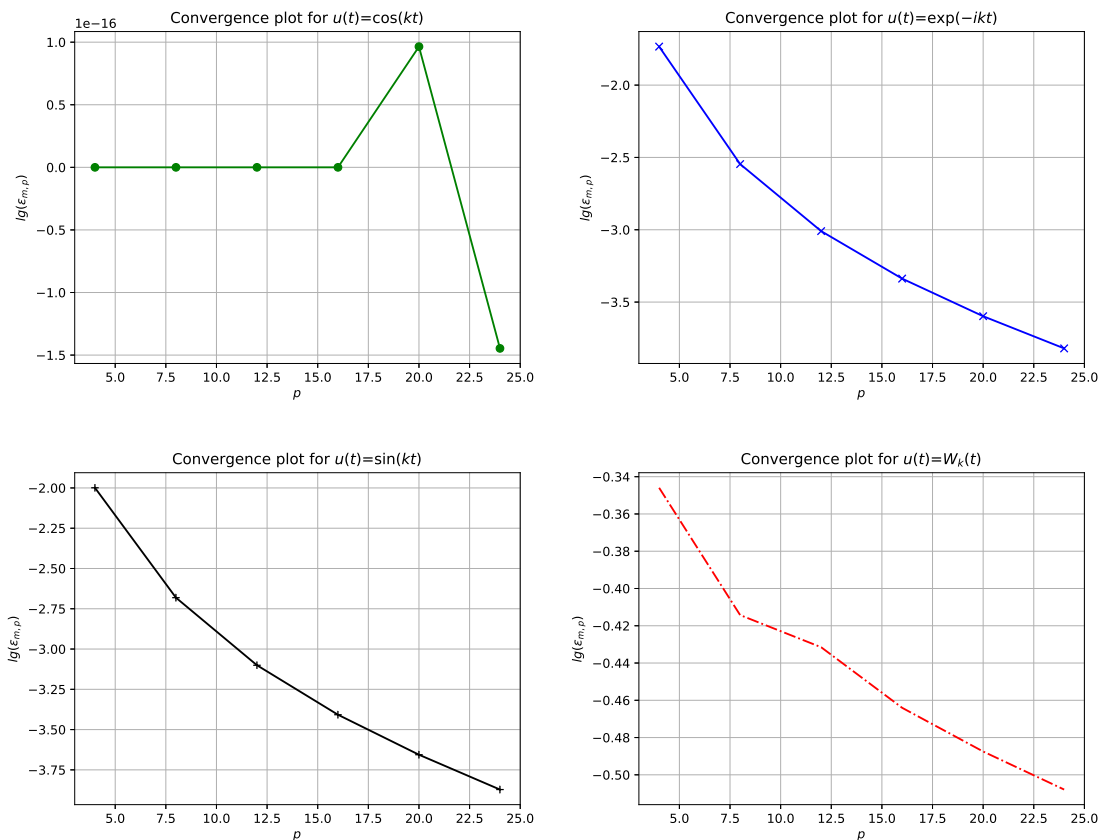 Convergence plot for u(t)=cos(kt)
1e−16
1.0
0.5
0.0
−0.5
−1.0
−1.5
lg(ε_{m,p})
5.0 7.5 10.0 12.5 15.0 17.5 20.0 22.5 25.0
p
Convergence plot for u(t)=exp(−ikt)
−2.0
−2.5
−3.0
−3.5
lg(ε_{m,p})
5.0 7.5 10.0 12.5 15.0 17.5 20.0 22.5 25.0
p
Convergence plot for u(t)=sin(kt)
−2.00
−2.25
−2.50
−2.75
−3.00
−3.25
−3.50
−3.75
lg(ε_{m,p})
5.0 7.5 10.0 12.5 15.0 17.5 20.0 22.5 25.0
p
Convergence plot for u(t)=W_k(t)
−0.34
−0.36
−0.38
−0.40
−0.42
−0.44
−0.46
−0.48
−0.50
lg(ε_{m,p})
5.0 7.5 10.0 12.5 15.0 17.5 20.0 22.5 25.0
p